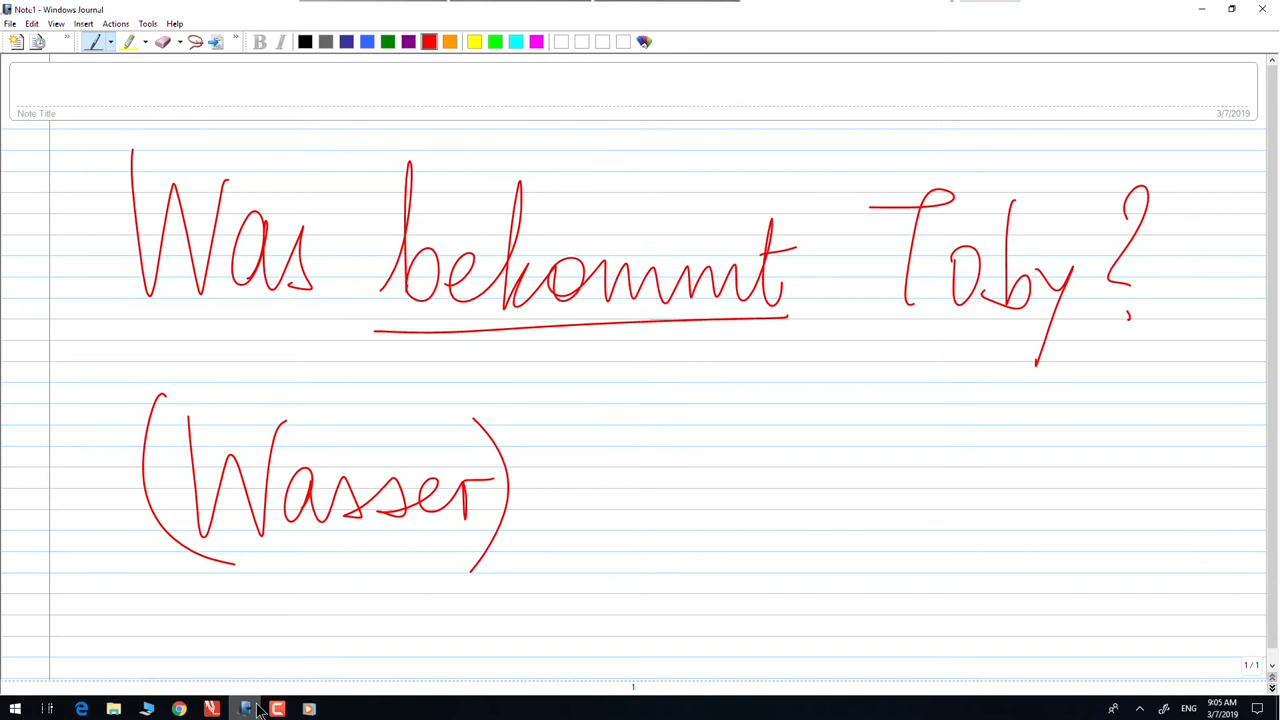 Note1 - Windows Journal
File Edit View Insert Actions Tools Help
B I
Note Title 3/7/2019
Was bekommt Toby?
(Wasser)
1 / 1
1
ENG 9:05 AM
3/7/2019